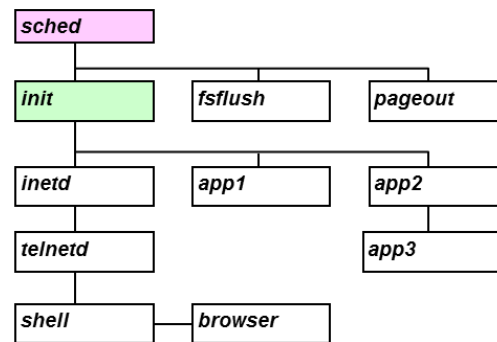 sched
init fsflush pageout
inetd app1 app2
telnetd app3
shell browser